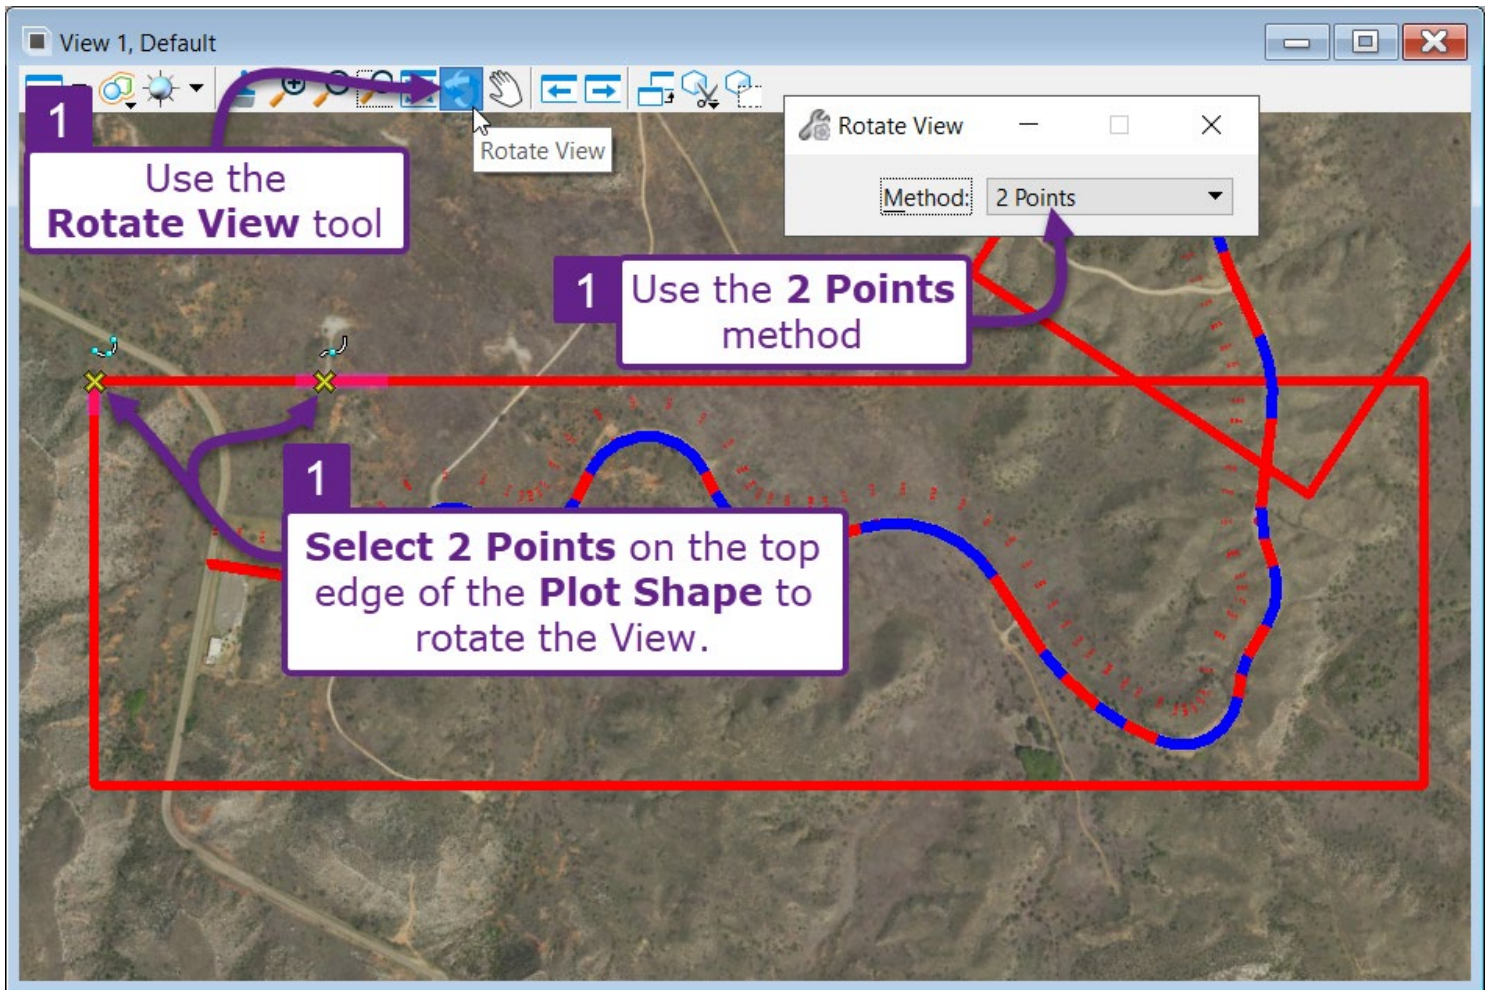 View 1, Default
1
Use the
Rotate View tool
Rotate View
Rotate View
Method: 2 Points
1
Use the 2 Points
method
1
Select 2 Points on the top
edge of the Plot Shape to
rotate the View.